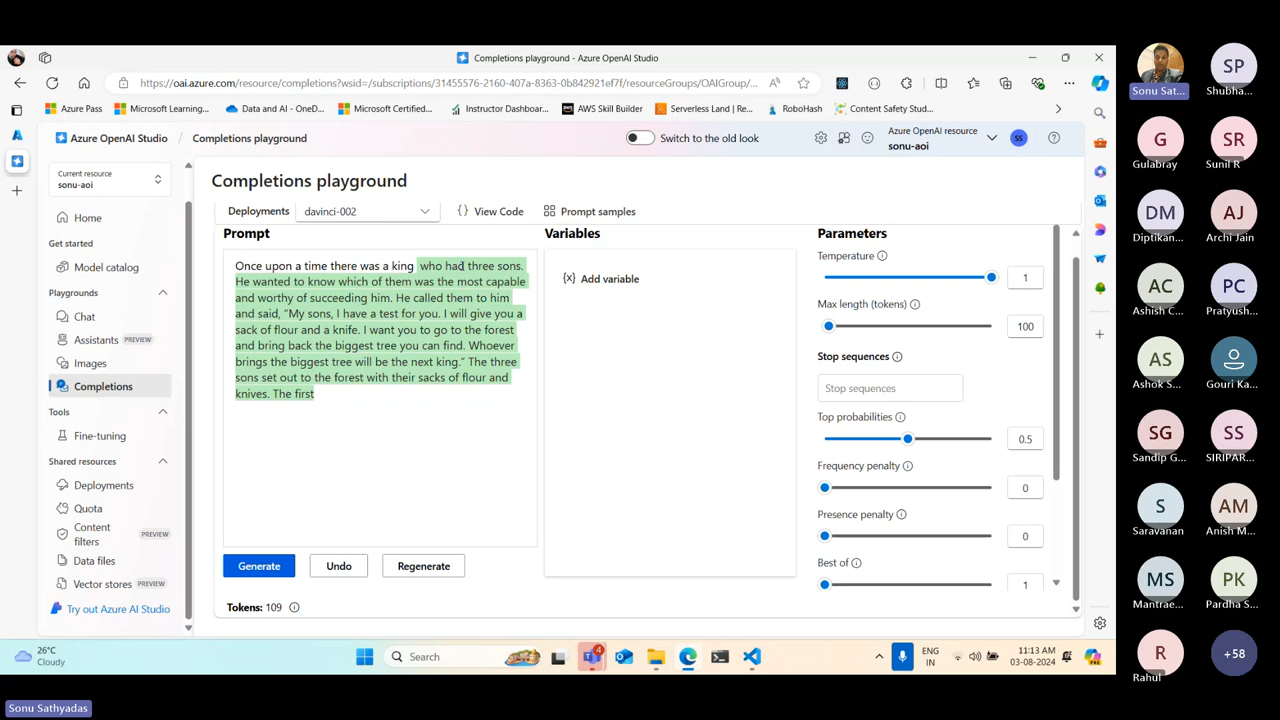 Completions playground - Azure OpenAI Studio
https://oai.azure.com/resource/completions?wsid=/subscriptions/31455576-2160-407a-8363-0b842921ef7f/resourceGroups/OAIGroup/...
Azure Pass
Microsoft Learning...
Data and AI - OneD...
Microsoft Certified...
Instructor Dashboar...
AWS Skill Builder
Serverless Land | Re...
RoboHash
Content Safety Stud...
Azure OpenAI Studio / Completions playground
Switch to the old look
Azure OpenAI resource
sonu-aoi
SS
Current resource
sonu-aoi
Home
Get started
Model catalog
Playgrounds
Chat
Assistants PREVIEW
Images
Completions
Tools
Fine-tuning
Shared resources
Deployments
Quota
Content
filters PREVIEW
Data files
Vector stores PREVIEW
Try out Azure AI Studio
Completions playground
Deployments davinci-002 View Code Prompt samples
Prompt
Once upon a time there was a king who had three sons.
He wanted to know which of them was the most capable
and worthy of succeeding him. He called them to him
and said, “My sons, I have a test for you. I will give you a
sack of flour and a knife. I want you to go to the forest
and bring back the biggest tree you can find. Whoever
brings the biggest tree will be the next king.” The three
sons set out to the forest with their sacks of flour and
knives. The first
Generate
Undo
Regenerate
Tokens: 109
Variables
{x} Add variable
Parameters
Temperature
1
Max length (tokens)
100
Stop sequences
Stop sequences
Top probabilities
0.5
Frequency penalty
0
Presence penalty
0
Best of
1
26°C
Cloudy
Search
4
ENG
IN
11:13 AM
03-08-2024
Sonu Sathyadas
Sonu Sat...
SP
Shubha...
G
Gulabray
SR
Sunil R
DM
Diptikan...
AJ
Archi Jain
AC
Ashish C...
PC
Pratyush...
AS
Ashok S...
Gouri Ka...
SG
Sandip G...
SS
SIRIPAR...
S
Saravanan
AM
Anish M...
MS
Mantrae...
PK
Pardha S...
R
Rahul
+58